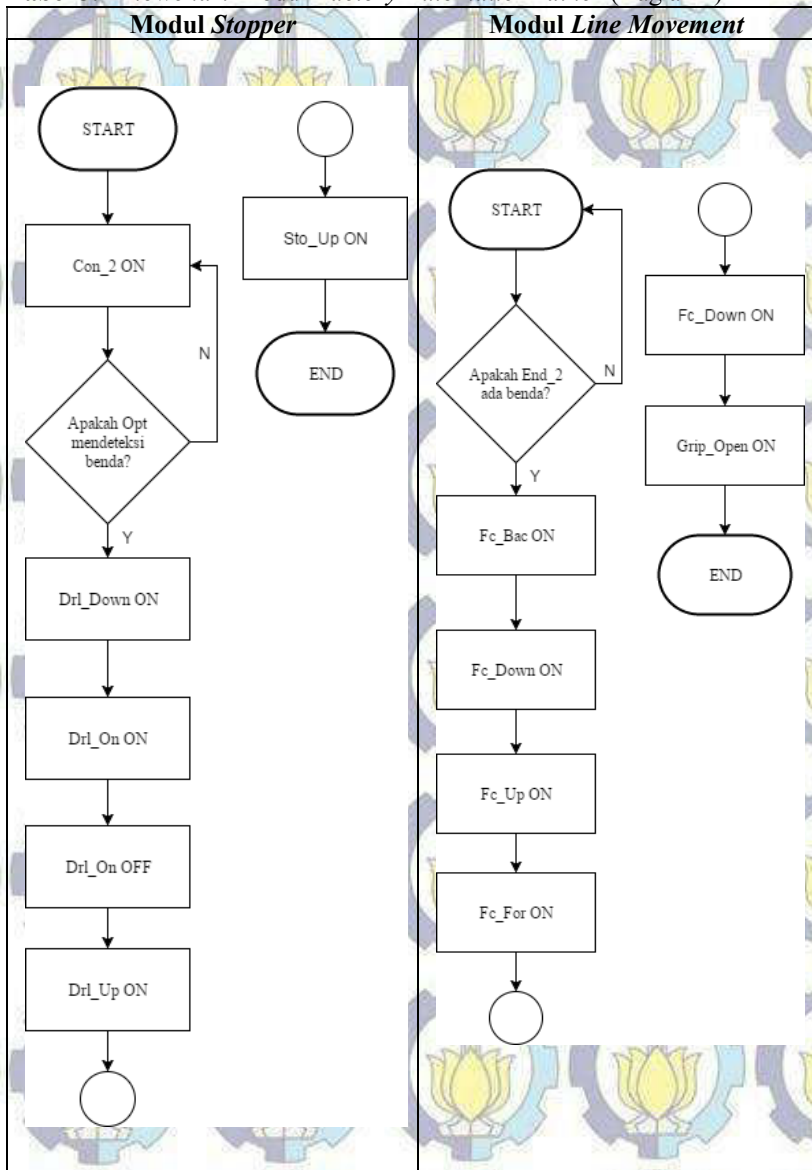 Modul Stopper
Modul Line Movement
START
Con_2 ON
N
Apakah Opt
mendeteksi
benda?
Y
Drl_Down ON
Drl_On ON
Drl_On OFF
Drl_Up ON
Sto_Up ON
END
START
Apakah End_2
ada benda?
N
Y
Fc_Bac ON
Fc_Down ON
Fc_Up ON
Fc_For ON
Fc_Down ON
Grip_Open ON
END